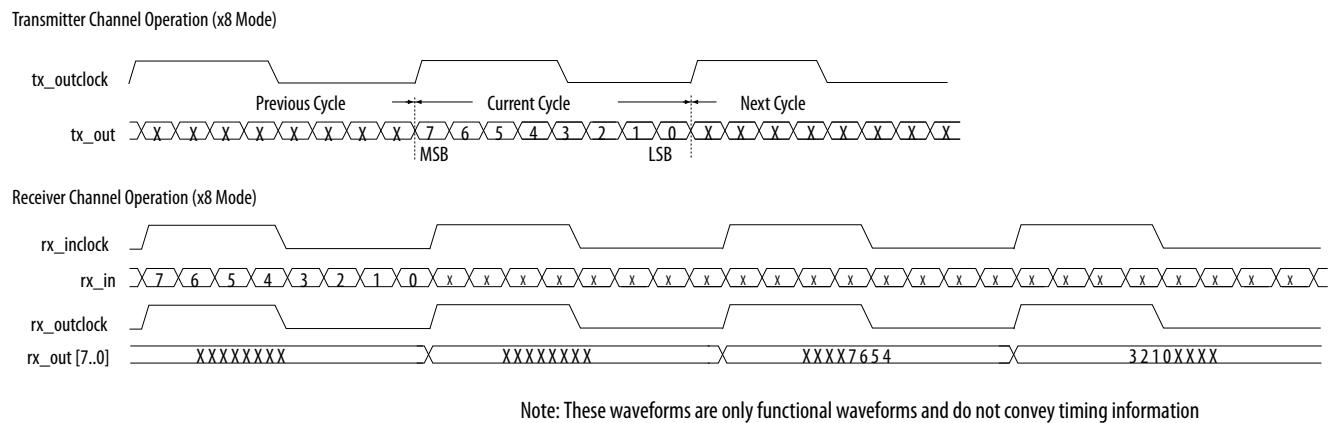 Transmitter Channel Operation (x8 Mode)
tx_outclock
Previous Cycle Current Cycle Next Cycle
tx_out X X X X X X X X 7 6 5 4 3 2 1 0 X X X X X X X X X
MSB LSB
Receiver Channel Operation (x8 Mode)
rx_inclock
rx_in 7 6 5 4 3 2 1 0 x x x x x x x x x x x x x x x x x x x x x x x x
rx_outclock
rx_out [7..0] XXXXXXXX XXXXXXXX XXXX7654 3210XXXX
Note: These waveforms are only functional waveforms and do not convey timing information